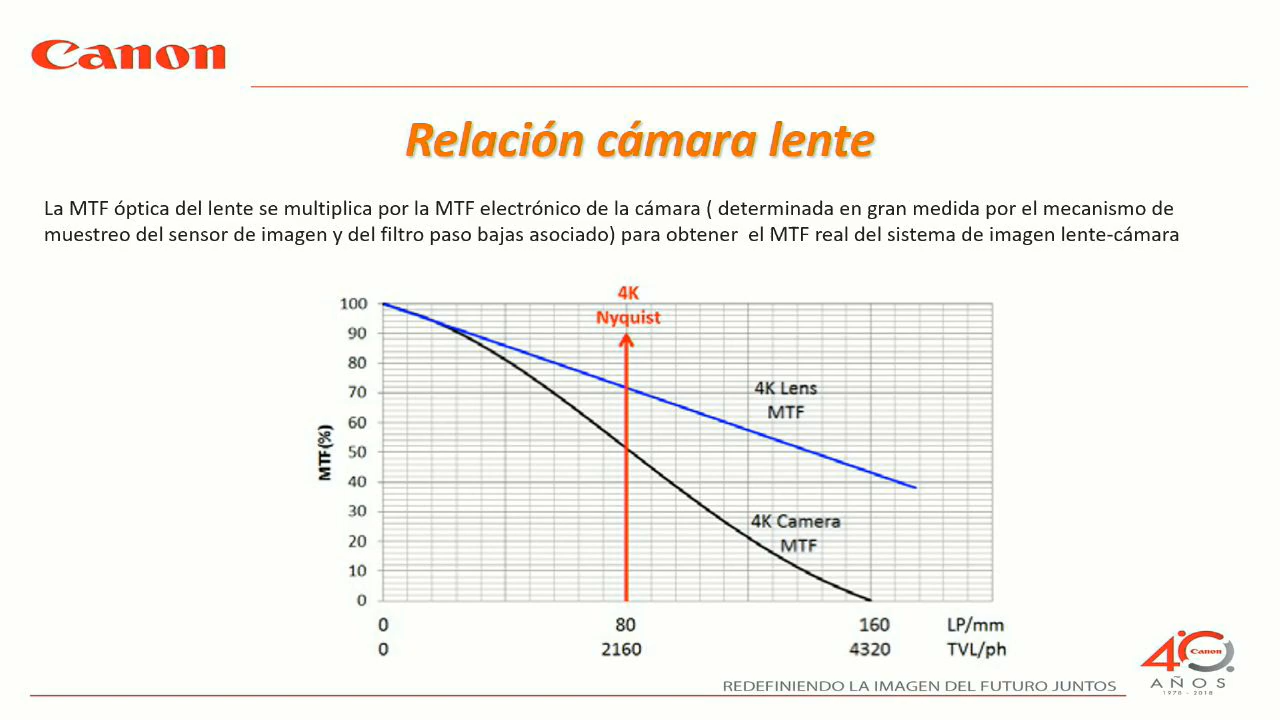 Canon
Relación cámara lente
La MTF óptica del lente se multiplica por la MTF electrónico de la cámara ( determinada en gran medida por el mecanismo de
muestreo del sensor de imagen y del filtro paso bajas asociado) para obtener el MTF real del sistema de imagen lente-cámara
4K
Nyquist
100
90
80
70
60
50
40
30
20
10
0
MTF(%)
4K Lens
MTF
4K Camera
MTF
0 80 160 LP/mm
0 2160 4320 TVL/ph
40
Canon
AÑOS
1978 - 2018
REDEFINIENDO LA IMAGEN DEL FUTURO JUNTOS